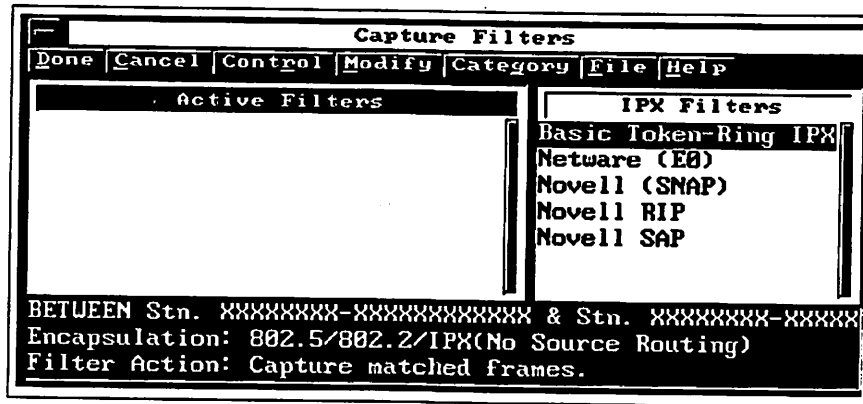 Capture Filters
Done Cancel Control Modify Category File Help
Active Filters
IPX Filters
Basic Token-Ring IPX
Netware (E0)
Novell (SNAP)
Novell RIP
Novell SAP
BETWEEN Stn. XXXXXXXX-XXXXXXXXXXXX & Stn. XXXXXXXX-XXXXX
Encapsulation: 802.5/802.2/IPX(No Source Routing)
Filter Action: Capture matched frames.